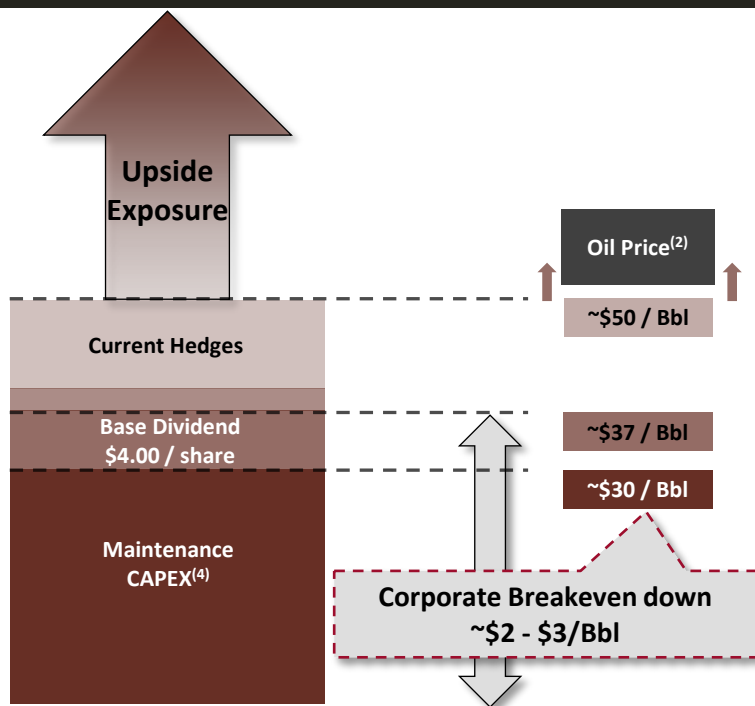 Upside
Exposure
Oil Price(2)
~$50 / Bbl
Current Hedges
Base Dividend
$4.00 / share
~$37 / Bbl
~$30 / Bbl
Maintenance
CAPEX(4)
Corporate Breakeven down
~$2 - $3/Bbl